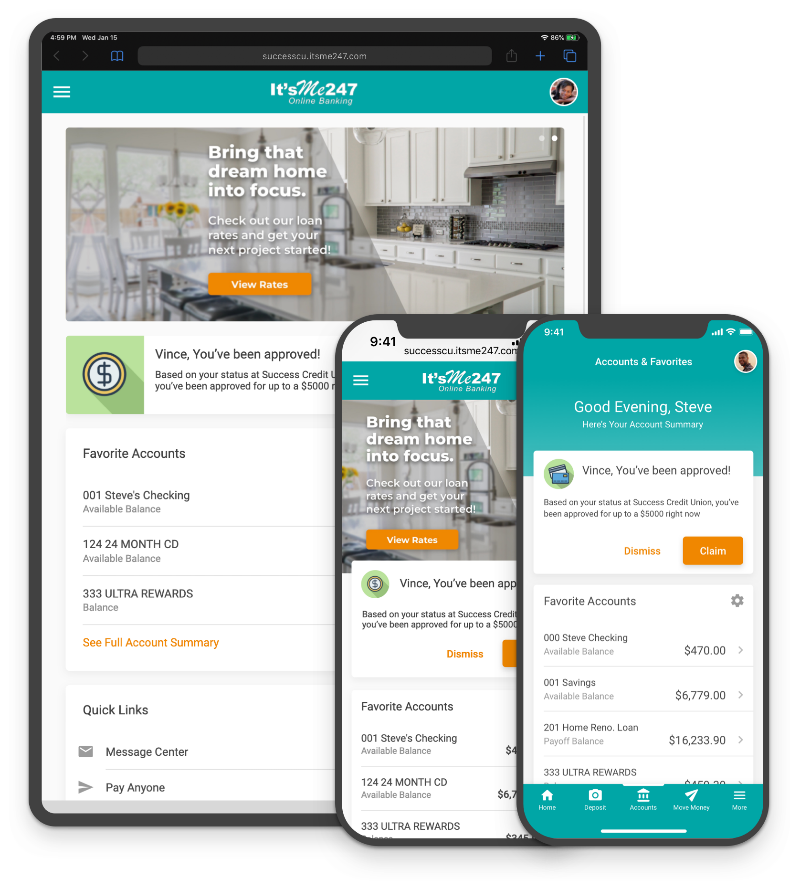 4:59 PM Wed Jan 15
86%
successcu.itsme247.com
It'sMe247
Online Banking
Bring that
dream home
into focus.
Check out our loan
rates and get your
next project started!
View Rates
Vince, You've been approved!
Based on your status at Success Credit
you've been approved for up to a $5000
Favorite Accounts
001 Steve's Checking
Available Balance
124 24 MONTH CD
Available Balance
333 ULTRA REWARDS
Balance
See Full Account Summary
Quick Links
Message Center
Pay Anyone
9:41
successcu.itsme247.com
It'sMe247
Online Banking
Bring that
dream home
into focus.
Check out our loan
rates and get your
next project started!
View Rates
Vince, You've been app
Based on your status at Success Credit
you've been approved for up to a $5000
Dismiss
Favorite Accounts
001 Steve's Checking
Available Balance
$4
124 24 MONTH CD
Available Balance
$6,7
333 ULTRA REWARDS
Balance
$345
9:41
Accounts & Favorites
Good Evening, Steve
Here's Your Account Summary
Vince, You've been approved!
Based on your status at Success Credit Union, you've
been approved for up to a $5000 right now
Dismiss Claim
Favorite Accounts
000 Steve Checking
Available Balance $470.00
001 Savings
Available Balance $6,779.00
201 Home Reno. Loan
Payoff Balance $16,233.90
333 ULTRA REWARDS
Home Deposit Accounts Move Money More